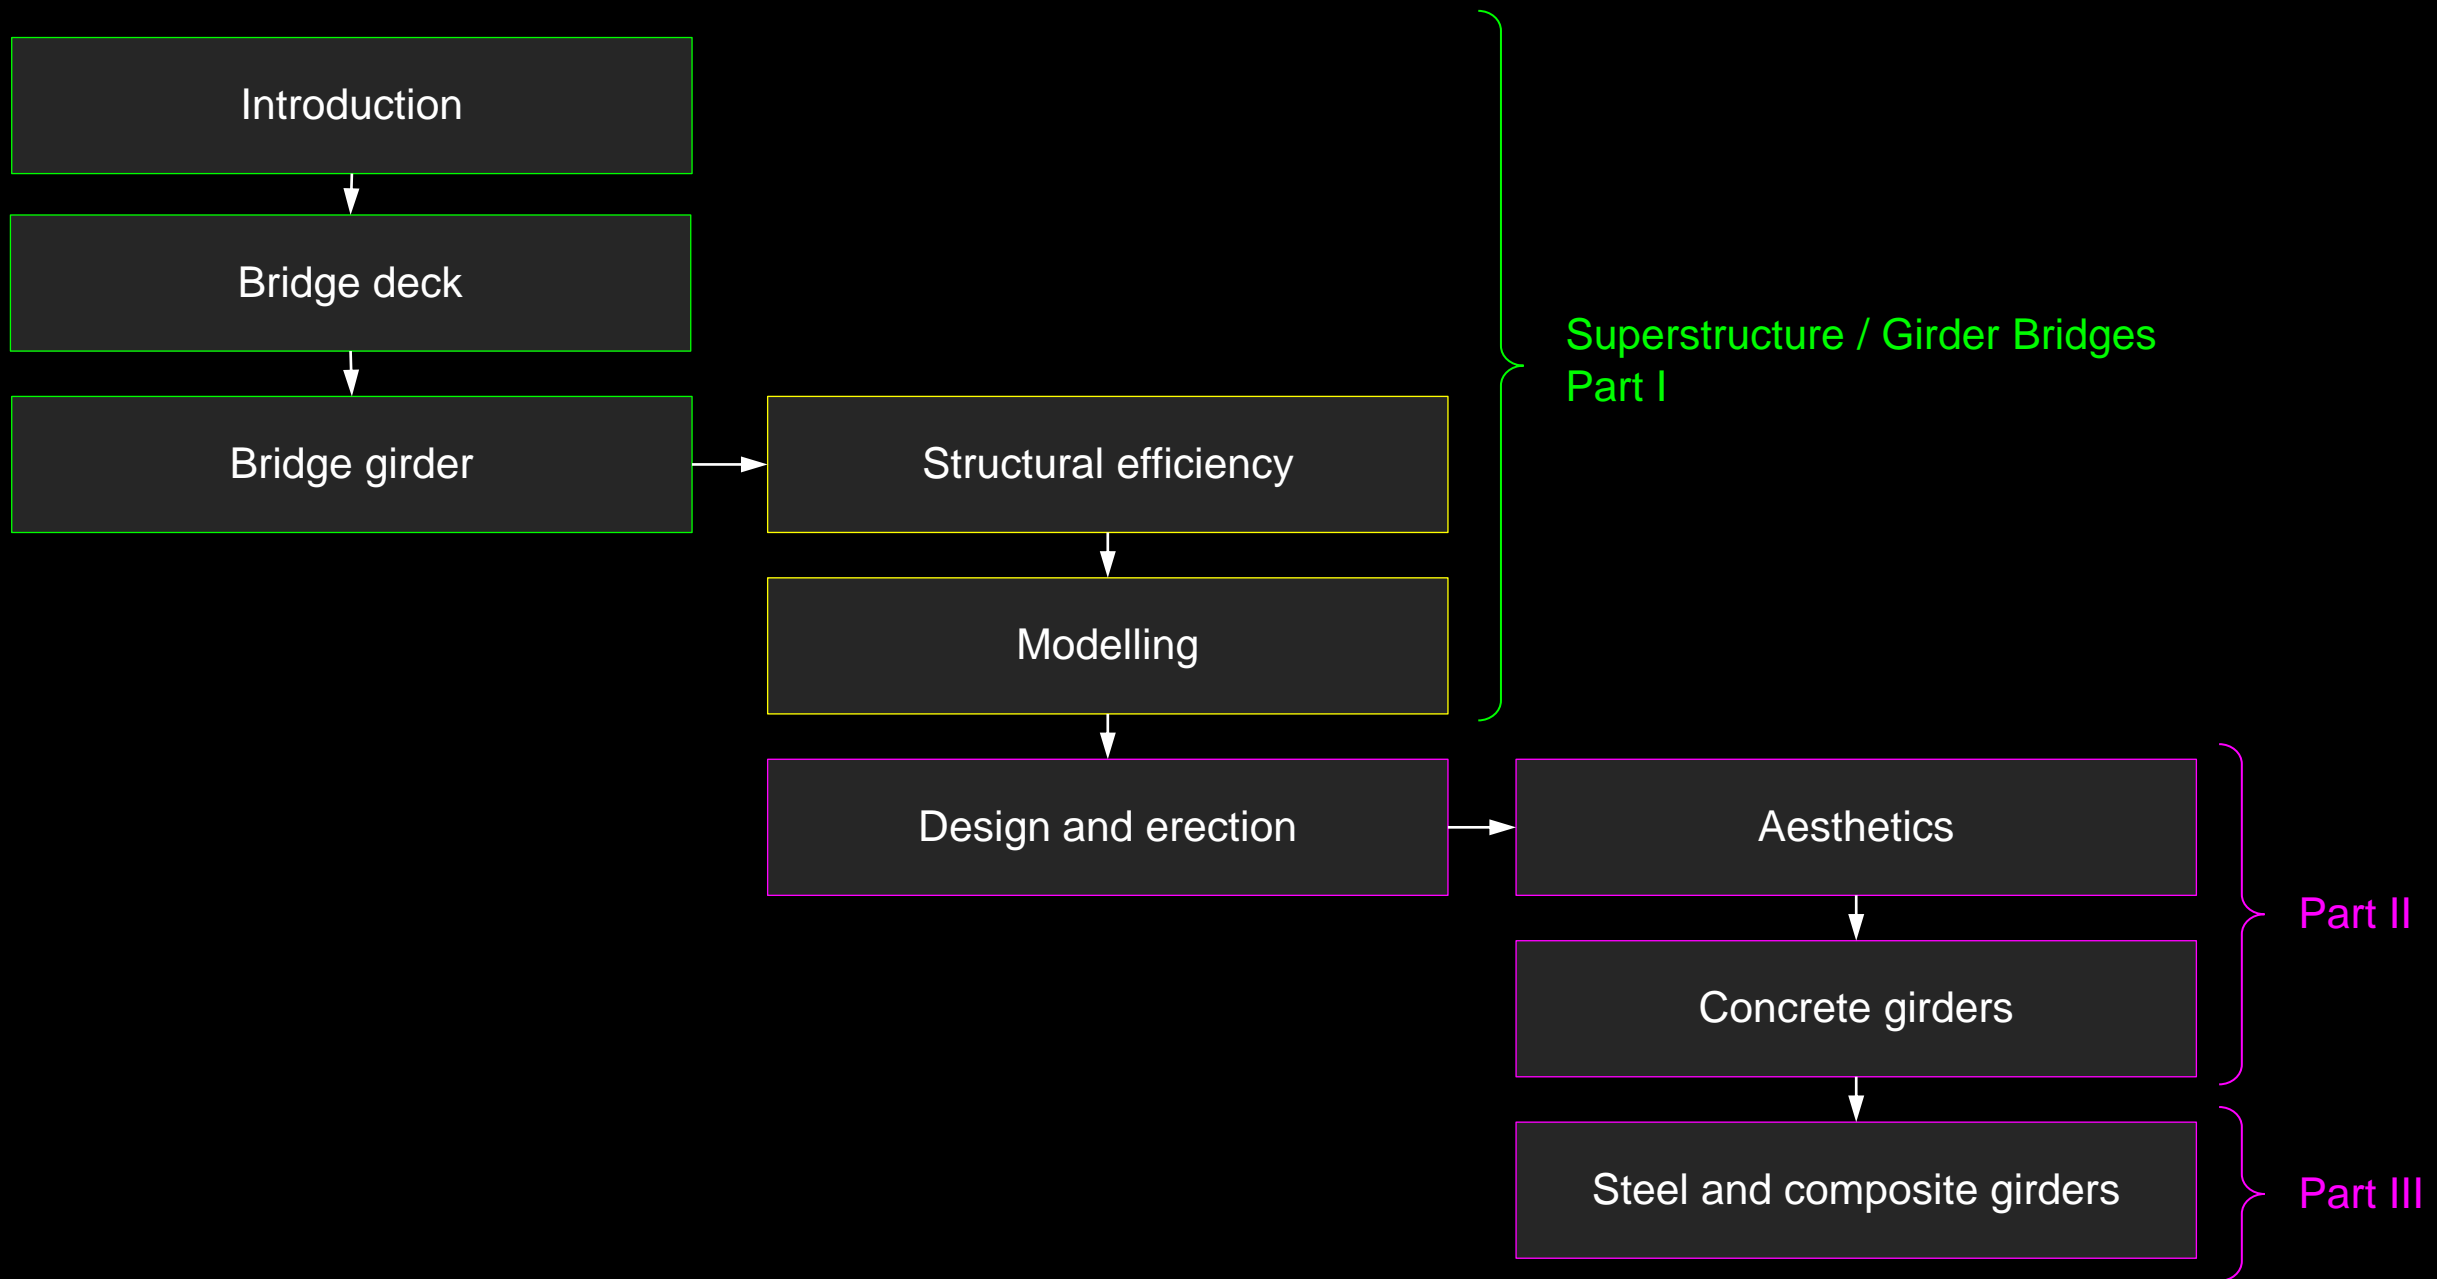 Introduction
Bridge deck
Superstructure / Girder Bridges
Part I
Bridge girder
Structural efficiency
Modelling
Design and erection
Aesthetics
Part II
Concrete girders
Steel and composite girders
Part III